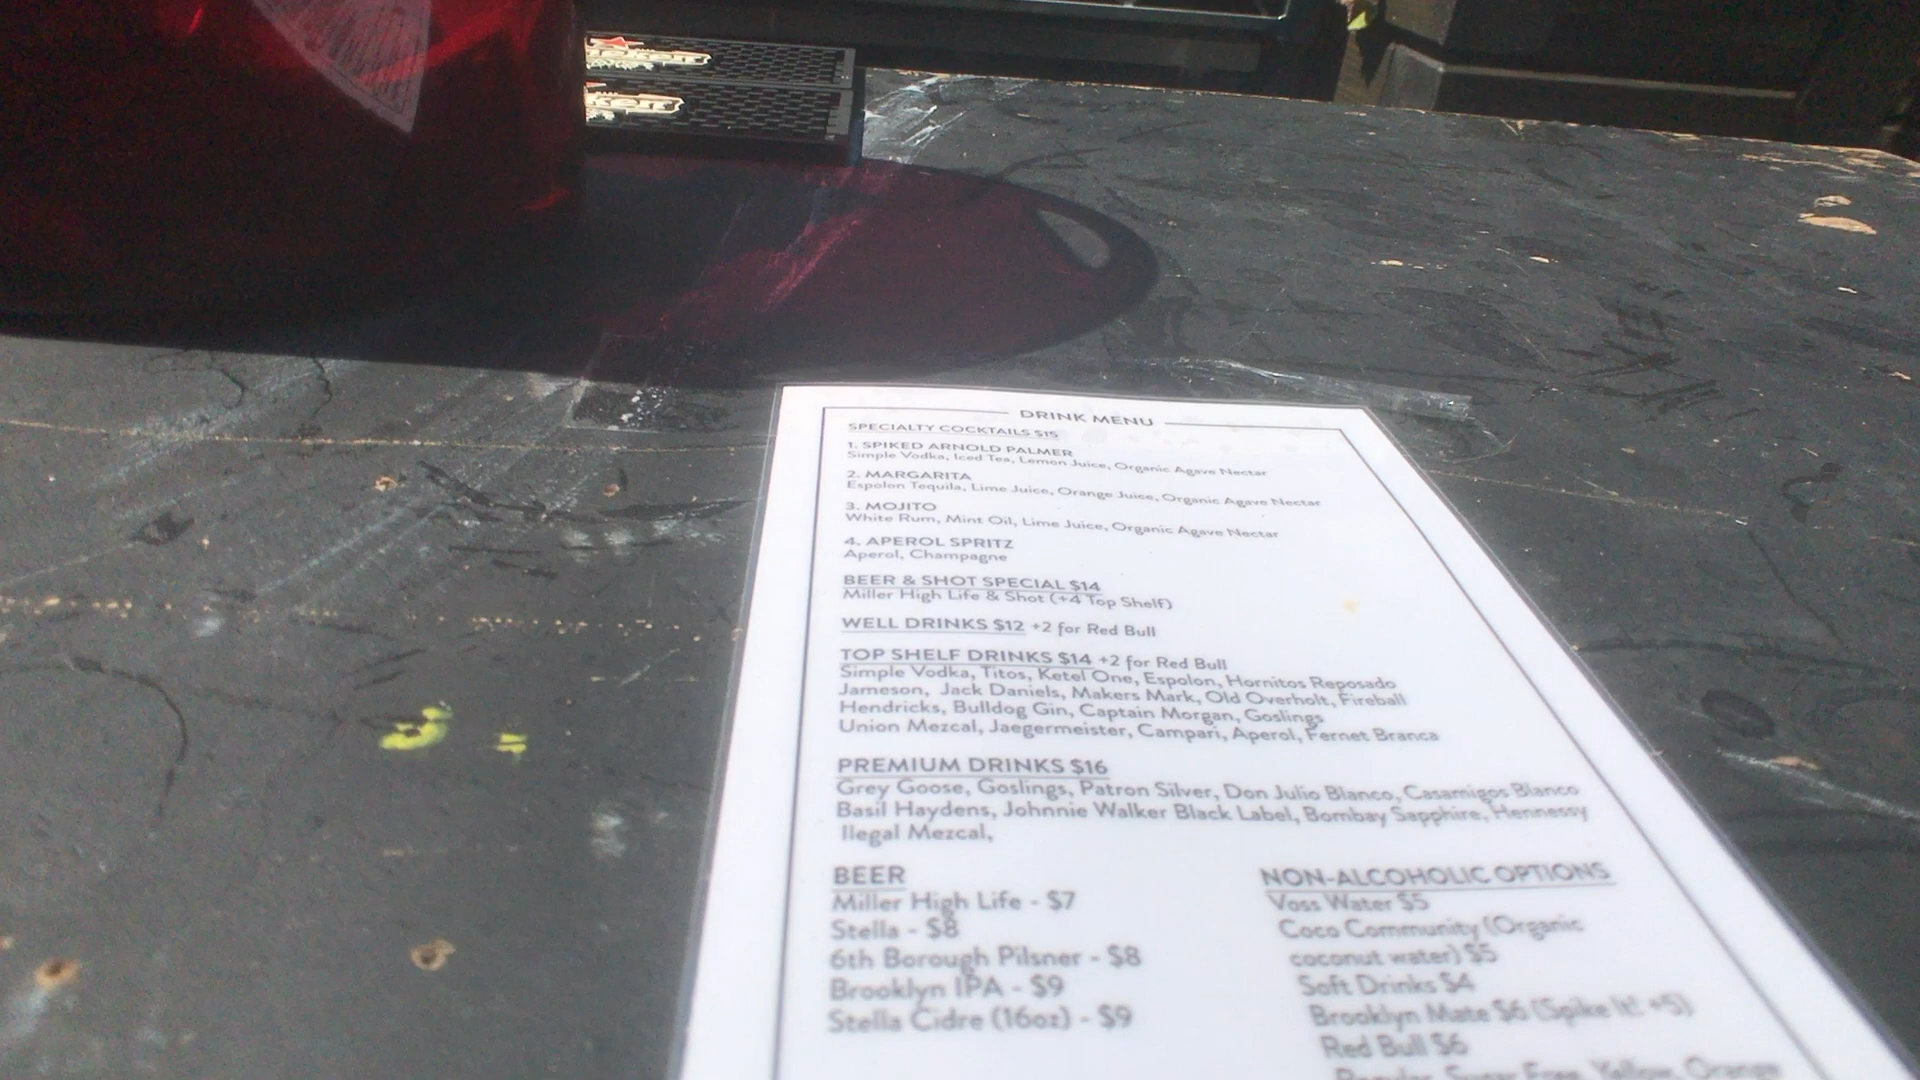 DRINK MENU
SPECIALTY COCKTAILS $15
1. SPIKED ARNOLD PALMER
Simple Vodka, Iced Tea, Lemon Juice, Organic Agave Nectar
2. MARGARITA
Espolon Tequila, Lime Juice, Orange Juice, Organic Agave Nectar
3. MOJITO
White Rum, Mint Oil, Lime Juice, Organic Agave Nectar
4. APEROL SPRITZ
Aperol, Champagne
BEER & SHOT SPECIAL $14
Miller High Life & Shot (+4 Top Shelf)
WELL DRINKS $12 +2 for Red Bull
TOP SHELF DRINKS $14 +2 for Red Bull
Simple Vodka, Titos, Ketel One, Espolon, Hornitos Reposado
Jameson, Jack Daniels, Makers Mark, Old Overholt, Fireball
Hendricks, Bulldog Gin, Captain Morgan, Goslings
Union Mezcal, Jaegermeister, Campari, Aperol, Fernet Branca
PREMIUM DRINKS $16
Grey Goose, Goslings, Patron Silver, Don Julio Blanco, Casamigos Blanco
Basil Haydens, Johnnie Walker Black Label, Bombay Sapphire, Hennessy
Ilegal Mezcal,
BEER
Miller High Life - $7
Stella - $8
6th Borough Pilsner - $8
Brooklyn IPA - $9
Stella Cidre (16oz) - $9
NON-ALCOHOLIC OPTIONS
Voss Water $5
Coco Community (Organic
coconut water) $5
Soft Drinks $4
Brooklyn Mate $6 (Spike It! +5)
Red Bull $6
Regular, Sugar Free, Yellow, Orange